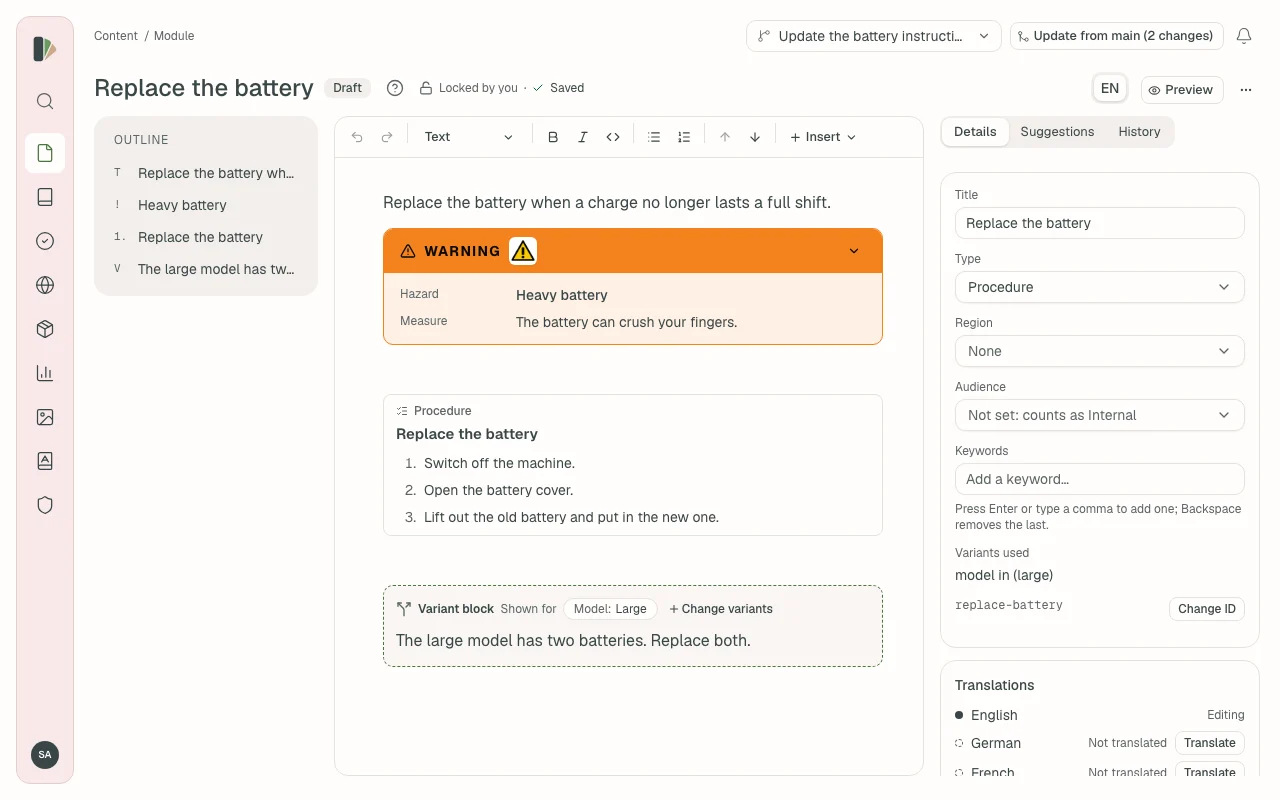 Content / Module
Update the battery instructi…
Update from main (2 changes)
Replace the battery
Draft
Locked by you · Saved
EN
Preview
OUTLINE
T Replace the battery wh…
! Heavy battery
1. Replace the battery
V The large model has tw…
Text
Insert
Replace the battery when a charge no longer lasts a full shift.
WARNING
Hazard Heavy battery
Measure The battery can crush your fingers.
Procedure
Replace the battery
1. Switch off the machine.
2. Open the battery cover.
3. Lift out the old battery and put in the new one.
Variant block Shown for Model: Large + Change variants
The large model has two batteries. Replace both.
Details Suggestions History
Title
Replace the battery
Type
Procedure
Region
None
Audience
Not set: counts as Internal
Keywords
Add a keyword…
Press Enter or type a comma to add one; Backspace
removes the last.
Variants used
model in (large)
replace-battery Change ID
Translations
English Editing
German Not translated Translate
French Not translated Translate
SA